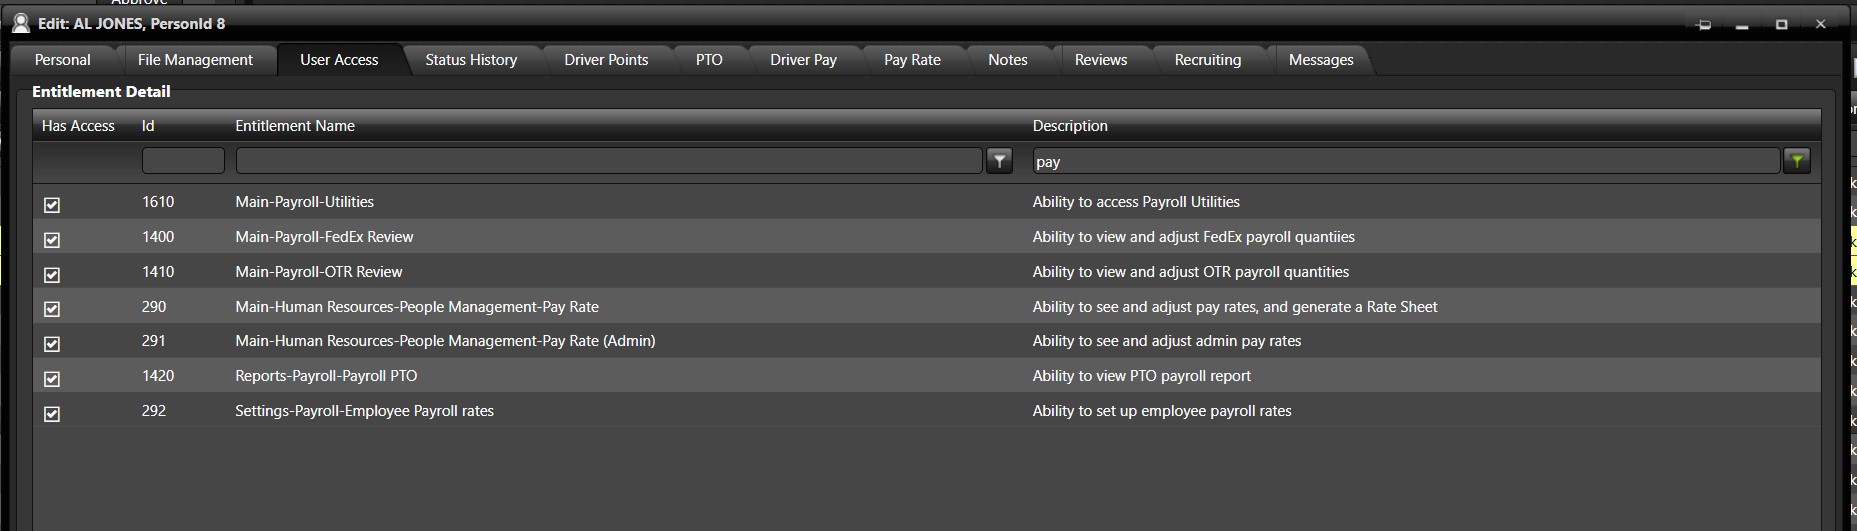 Approve
Edit: AL JONES, PersonId 8
Personal File Management User Access Status History Driver Points PTO Driver Pay Pay Rate Notes Reviews Recruiting Messages
Entitlement Detail
Has Access Id Entitlement Name Description
pay
1610 Main-Payroll-Utilities Ability to access Payroll Utilities
1400 Main-Payroll-FedEx Review Ability to view and adjust FedEx payroll quantiies
1410 Main-Payroll-OTR Review Ability to view and adjust OTR payroll quantities
290 Main-Human Resources-People Management-Pay Rate Ability to see and adjust pay rates, and generate a Rate Sheet
291 Main-Human Resources-People Management-Pay Rate (Admin) Ability to see and adjust admin pay rates
1420 Reports-Payroll-Payroll PTO Ability to view PTO payroll report
292 Settings-Payroll-Employee Payroll rates Ability to set up employee payroll rates